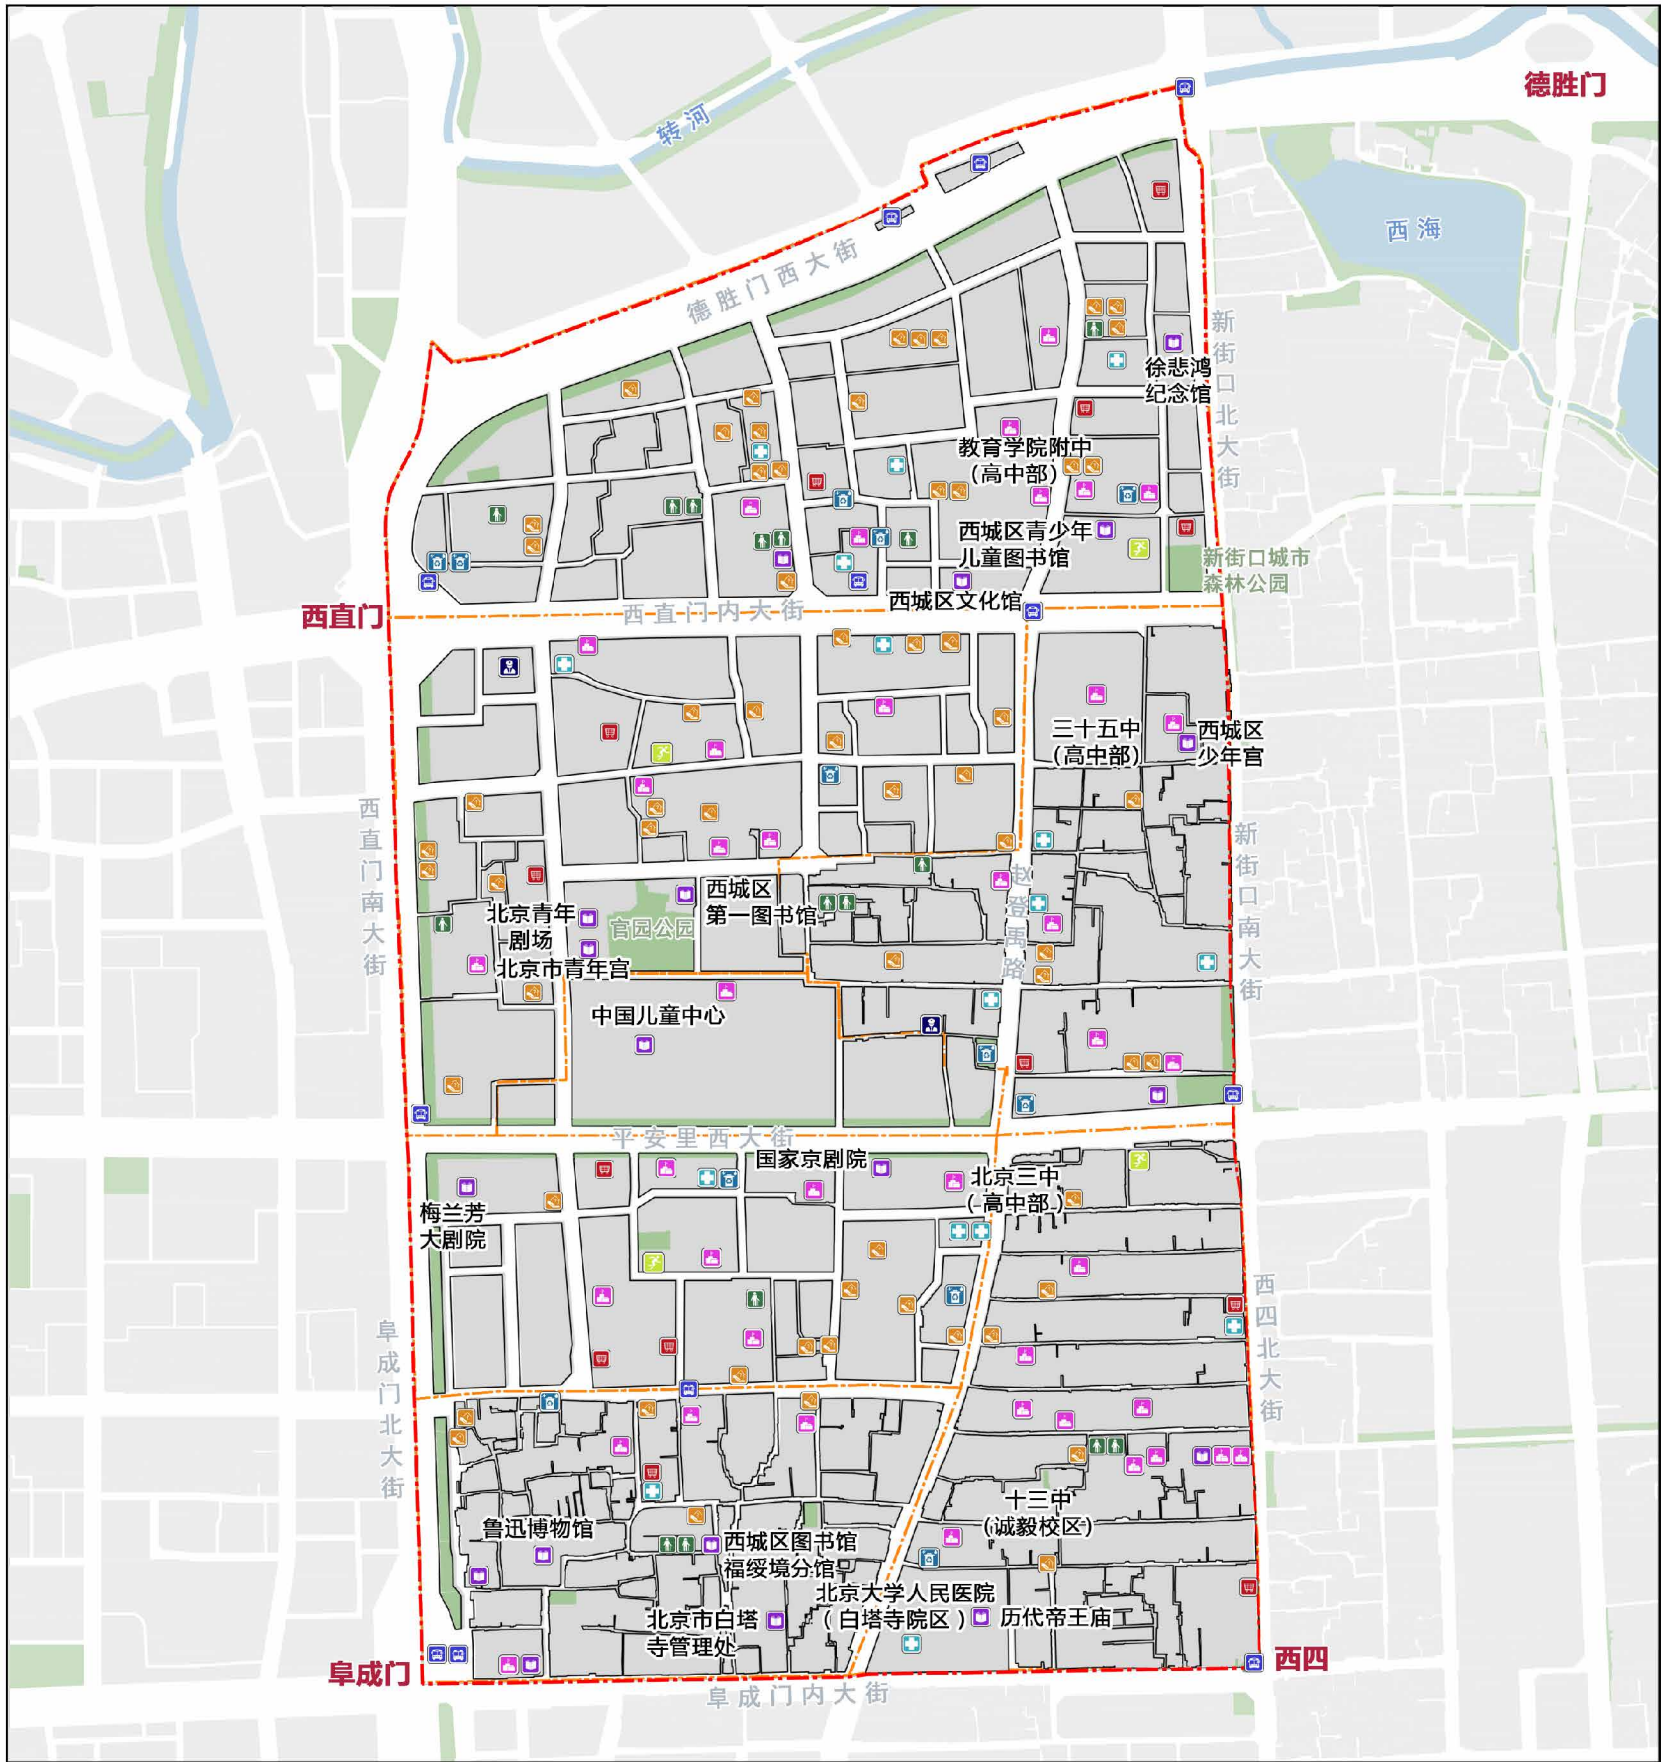 德胜门
转河
西海
德胜门西大街
新街口北大街
徐悲鸿
纪念馆
教育学院附中
（高中部）
西城区青少年
儿童图书馆
新街口城市
森林公园
西城区文化馆
西直门
西直门内大街
三十五中
（高中部）
西城区
少年宫
西直门南大街
新街口南大街
赵登禹路
西城区
第一图书馆
北京青年
剧场
官园公园
北京市青年宫
中国儿童中心
平安里西大街
国家京剧院
北京三中
（高中部）
梅兰芳
大剧院
西四北大街
阜成门北大街
十三中
（诚毅校区）
鲁迅博物馆
西城区图书馆
福绥境分馆
北京大学人民医院
（白塔寺院区）
历代帝王庙
北京市白塔
寺管理处
阜成门
西四
阜成门内大街